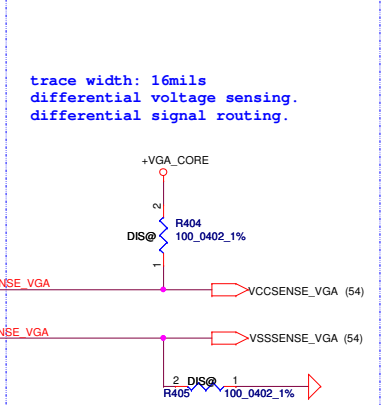 trace width: 16mils
differential voltage sensing.
differential signal routing.
+VGA_CORE
2
R404
DIS@
100_0402_1%
1
NSE_VGA
VCCSENSE_VGA (54)
NSE_VGA
VSSSENSE_VGA (54)
2 DIS@ 1
R405 100_0402_1%